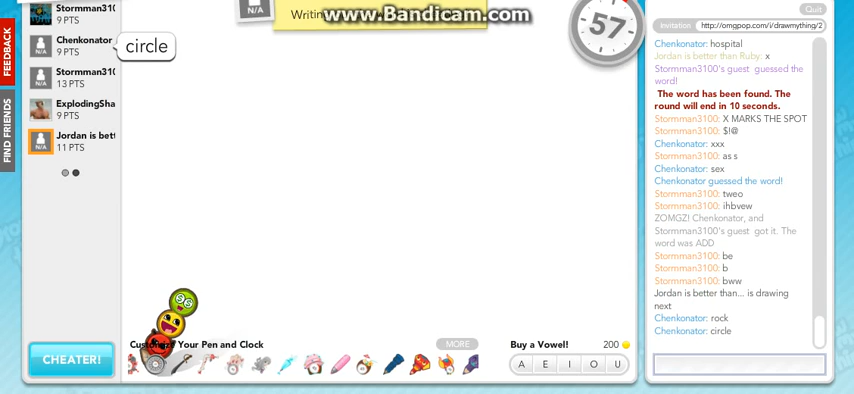 FEEDBACK
FIND FRIENDS
Stormman310
9 PTS
Chenkonator
9 PTS
Stormman310
13 PTS
ExplodingSha
9 PTS
Jordan is bett
11 PTS
N/A
N/A
N/A
CHEATER!
circle
Writin
www.Bandicam.com
57
Customize Your Pen and Clock
MORE
Buy a Vowel!
200
A E I O U
Quit
Invitation http://omgpop.com/i/drawmything/2
Chenkonator: hospital
Jordan is better than Ruby: x
Stormman3100's guest guessed the
word!
The word has been found. The
round will end in 10 seconds.
Stormman3100: X MARKS THE SPOT
Stormman3100: $!@
Chenkonator: xxx
Stormman3100: as s
Chenkonator: sex
Chenkonator guessed the word!
Stormman3100: tweo
Stormman3100: ihbvew
ZOMGZ! Chenkonator, and
Stormman3100's guest got it. The
word was ADD
Stormman3100: be
Stormman3100: b
Stormman3100: bww
Jordan is better than... is drawing
next
Chenkonator: rock
Chenkonator: circle